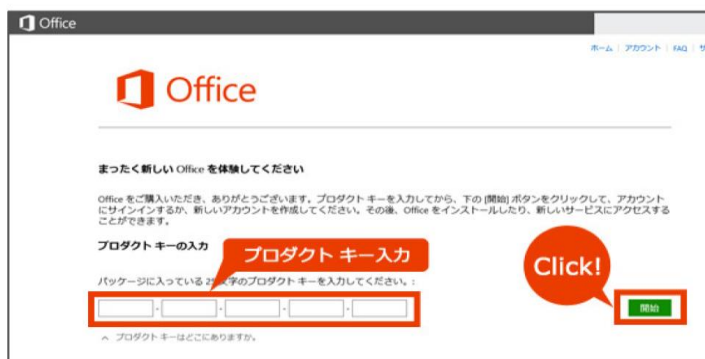 Office
ホーム | アカウント | FAQ | サ
Office
まったく新しい Office を体験してください
Office をご購入いただき、ありがとうございます。プロダクト キーを入力してから、下の [開始] ボタンをクリックして、アカウント
にサインインするか、新しいアカウントを作成してください。その後、Office をインストールしたり、新しいサービスにアクセスする
ことができます。
プロダクト キーの入力
プロダクト キー入力
Click!
パッケージに入っている 25文字のプロダクト キーを入力してください。:
- - - -
開始
プロダクト キーはどこにありますか。